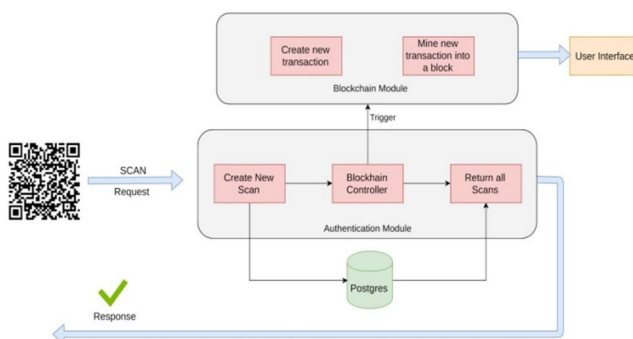 Create new
transaction
Mine new
transaction into
a block
User Interface
Blockchain Module
Trigger
SCAN
Request
Create New
Scan
Blockhain
Controller
Return all
Scans
Authentication Module
Postgres
Response